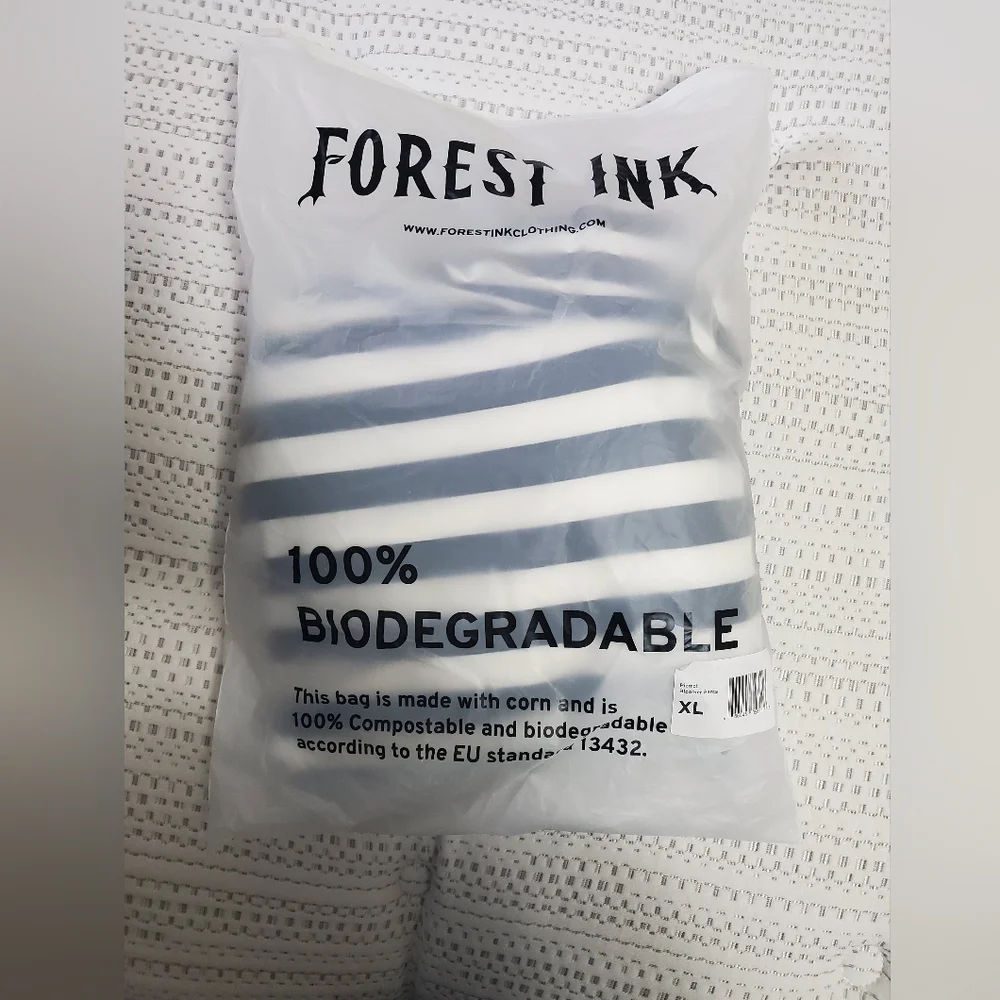 FOREST INK
WWW.FORESTINKCLOTHING.COM
100%
BIODEGRADABLE
XL
This bag is made with corn and is
100% Compostable and biodegradable
according to the EU standard 13432.